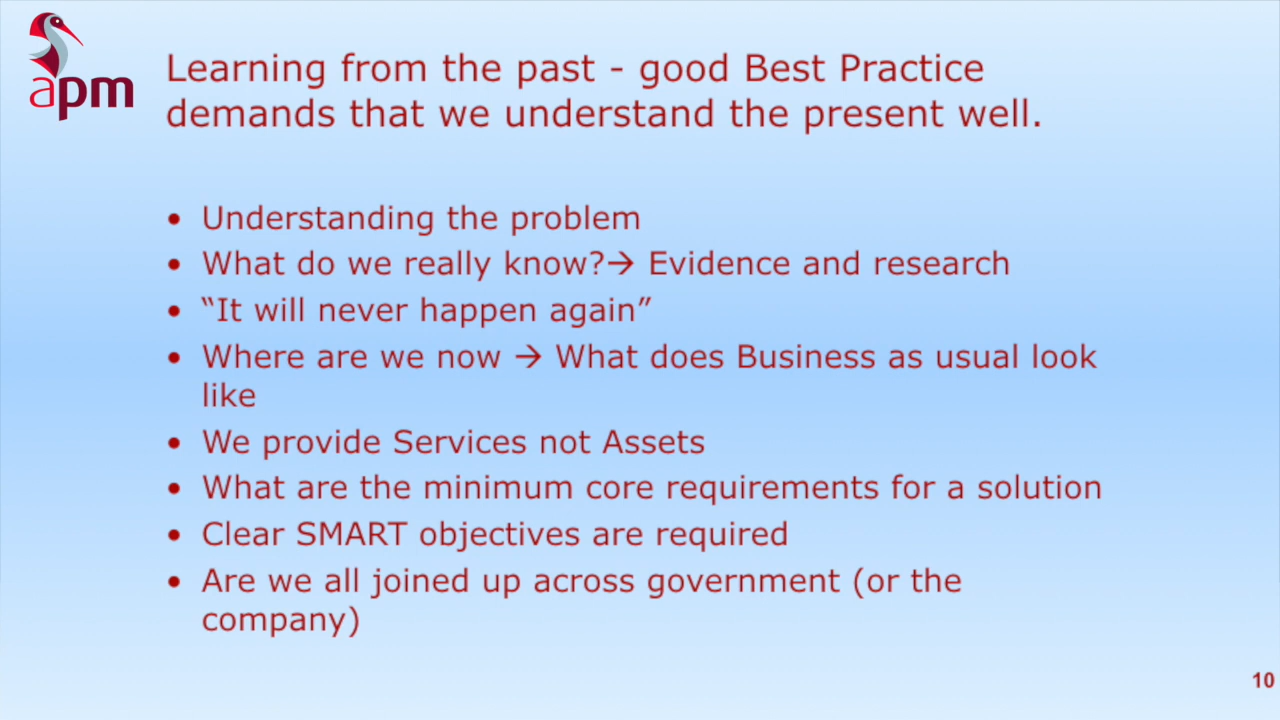 apm
Learning from the past - good Best Practice
demands that we understand the present well.
• Understanding the problem
• What do we really know?→ Evidence and research
• “It will never happen again”
• Where are we now → What does Business as usual look
like
• We provide Services not Assets
• What are the minimum core requirements for a solution
• Clear SMART objectives are required
• Are we all joined up across government (or the
company)
10